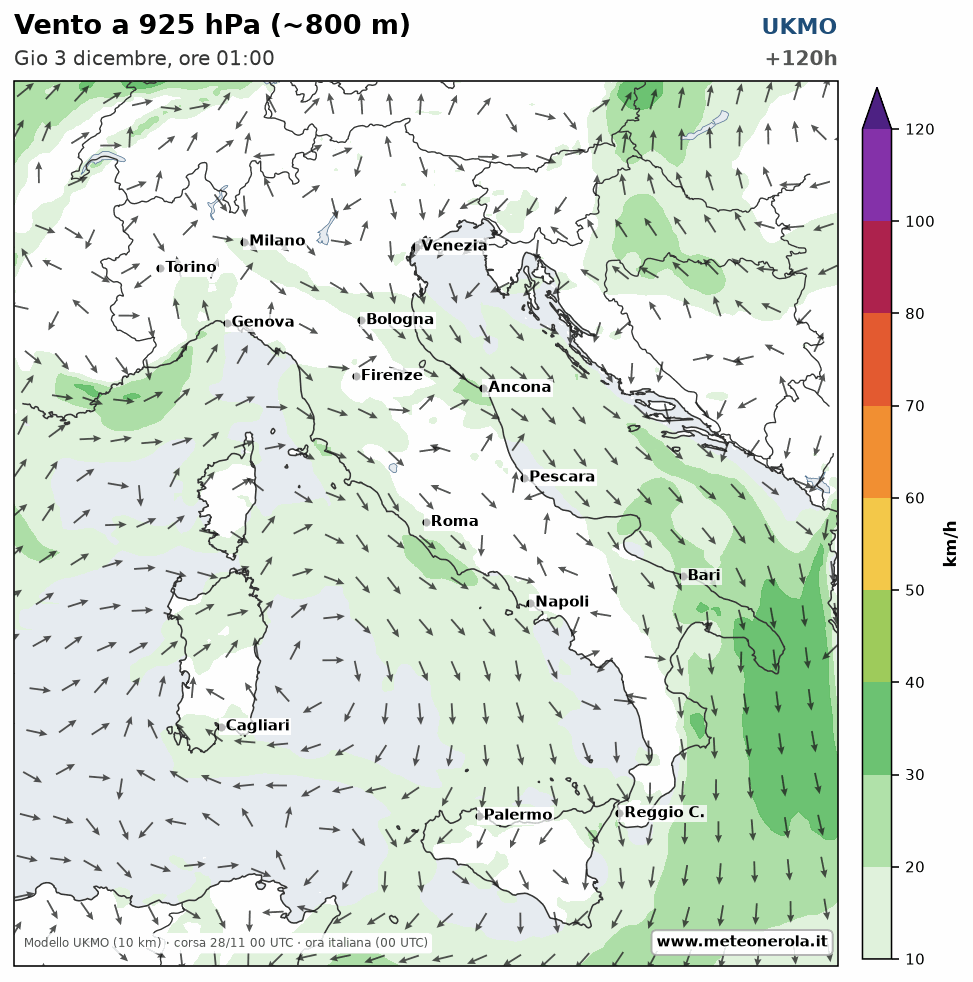 Vento a 925 hPa (~800 m)
UKMO
Gio 3 dicembre, ore 01:00
+120h
Milano
Venezia
Torino
Genova
Bologna
Firenze
Ancona
Pescara
Roma
Bari
Napoli
Cagliari
Palermo
Reggio C.
Modello UKMO (10 km) · corsa 28/11 00 UTC · ora italiana (00 UTC)
www.meteonerola.it
120
100
80
70
60
50
40
30
20
10
km/h